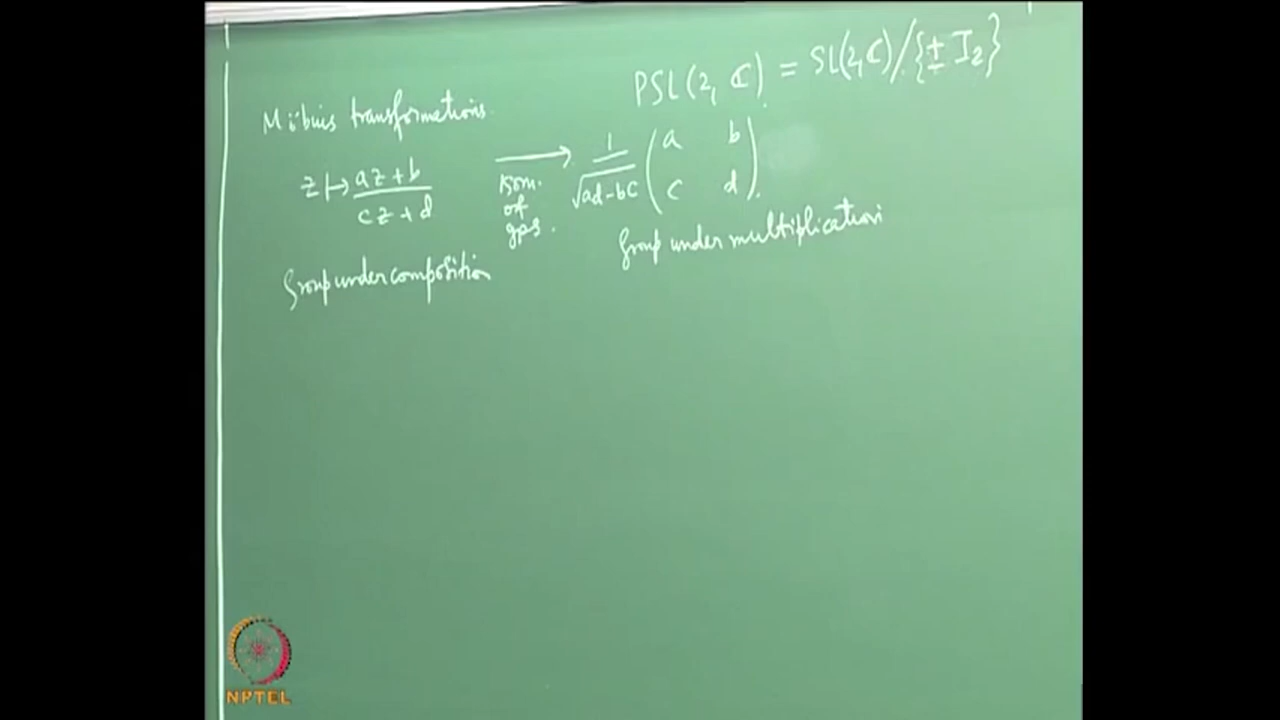 Möbius transformations.
PSL(2, ℂ) = SL(2, ℂ)/{± I₂}
z ↦ (az + b)/(cz + d)
⟶ isom. of gps.
1/√(ad-bc) (a b
c d).
Group under composition
Group under multiplication
NPTEL